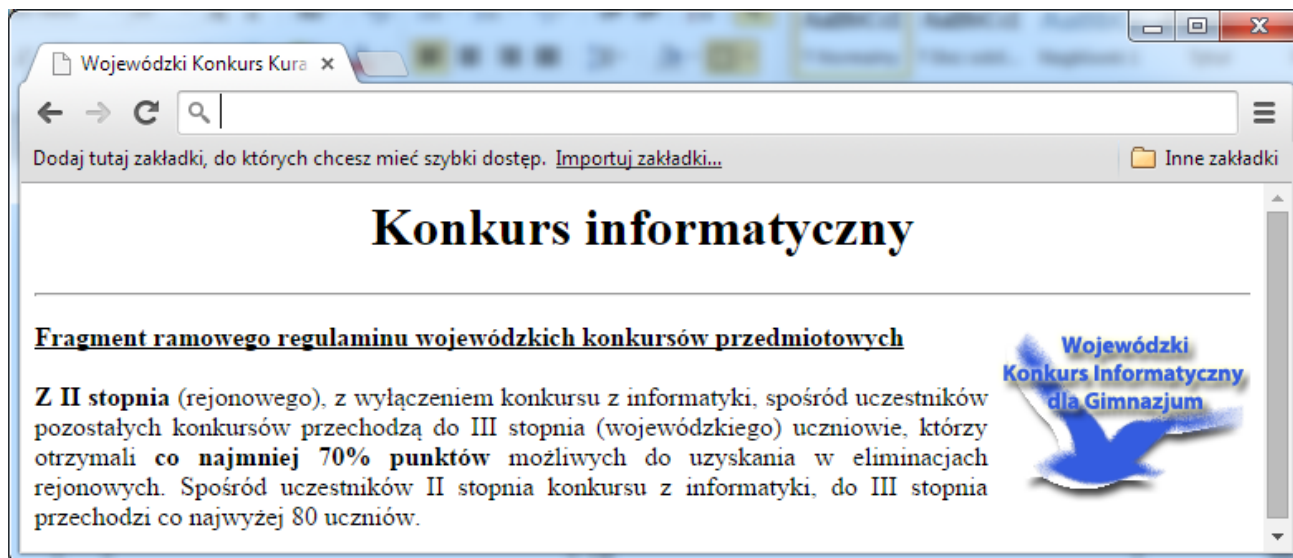 Wojewódzki Konkurs Kura
Dodaj tutaj zakładki, do których chcesz mieć szybki dostęp. Importuj zakładki...
Inne zakładki
Konkurs informatyczny
Fragment ramowego regulaminu wojewódzkich konkursów przedmiotowych
Z II stopnia (rejonowego), z wyłączeniem konkursu z informatyki, spośród uczestników
pozostałych konkursów przechodzą do III stopnia (wojewódzkiego) uczniowie, którzy
otrzymali co najmniej 70% punktów możliwych do uzyskania w eliminacjach
rejonowych. Spośród uczestników II stopnia konkursu z informatyki, do III stopnia
przechodzi co najwyżej 80 uczniów.
Wojewódzki
Konkurs Informatyczny
dla Gimnazjum